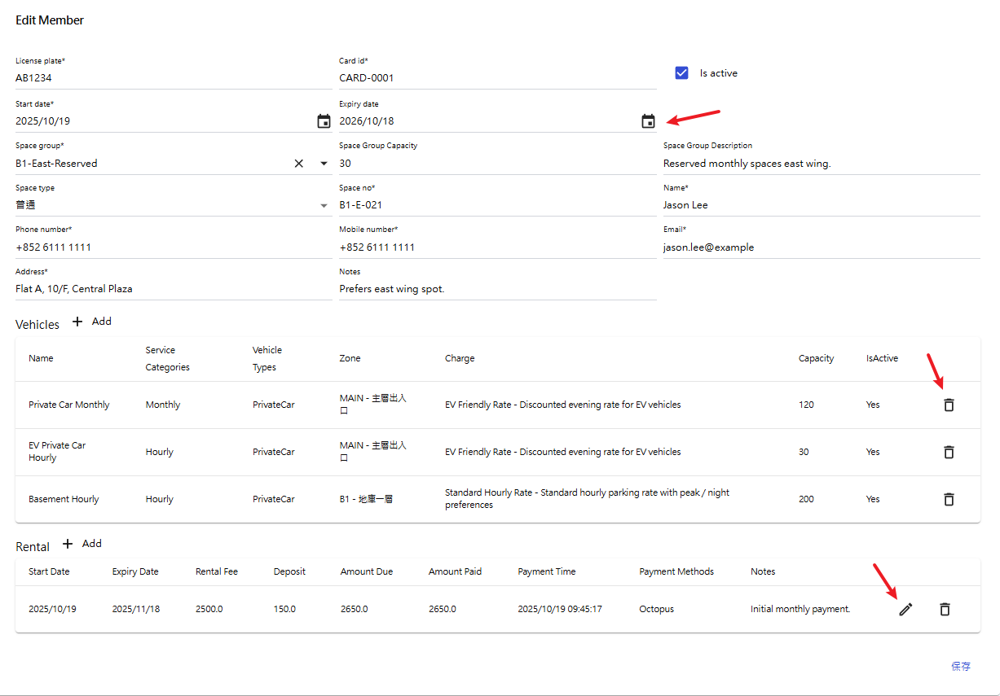 Edit Member
License plate*
Card id*
AB1234
CARD-0001
Is active
Start date*
Expiry date
2025/10/19
2026/10/18
Space group*
Space Group Capacity
Space Group Description
B1-East-Reserved
30
Reserved monthly spaces east wing.
Space type
Space no*
Name*
普通
B1-E-021
Jason Lee
Phone number*
Mobile number*
Email*
+852 6111 1111
+852 6111 1111
jason.lee@example
Address*
Notes
Flat A, 10/F, Central Plaza
Prefers east wing spot.
Vehicles
Add
Name
Service
Categories
Vehicle
Types
Zone
Charge
Capacity
IsActive
Private Car Monthly
Monthly
PrivateCar
MAIN - 主層出入
口
EV Friendly Rate - Discounted evening rate for EV vehicles
120
Yes
EV Private Car
Hourly
Hourly
PrivateCar
MAIN - 主層出入
口
EV Friendly Rate - Discounted evening rate for EV vehicles
30
Yes
Basement Hourly
Hourly
PrivateCar
B1 - 地庫一層
Standard Hourly Rate - Standard hourly parking rate with peak / night
preferences
200
Yes
Rental
Add
Start Date
Expiry Date
Rental Fee
Deposit
Amount Due
Amount Paid
Payment Time
Payment Methods
Notes
2025/10/19
2025/11/18
2500.0
150.0
2650.0
2650.0
2025/10/19 09:45:17
Octopus
Initial monthly payment.
保存